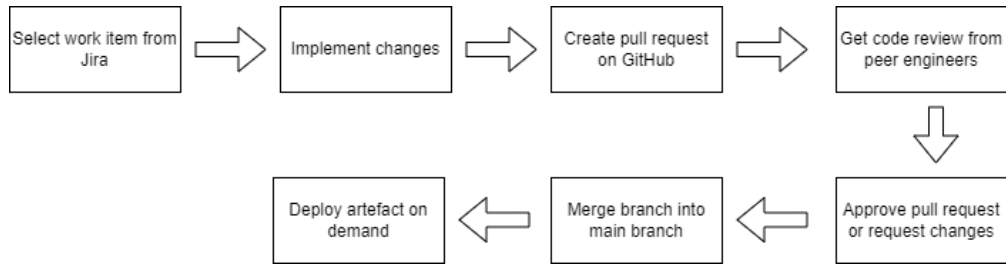 Select work item from
Jira
Implement changes
Create pull request
on GitHub
Get code review from
peer engineers
Approve pull request
or request changes
Merge branch into
main branch
Deploy artefact on
demand